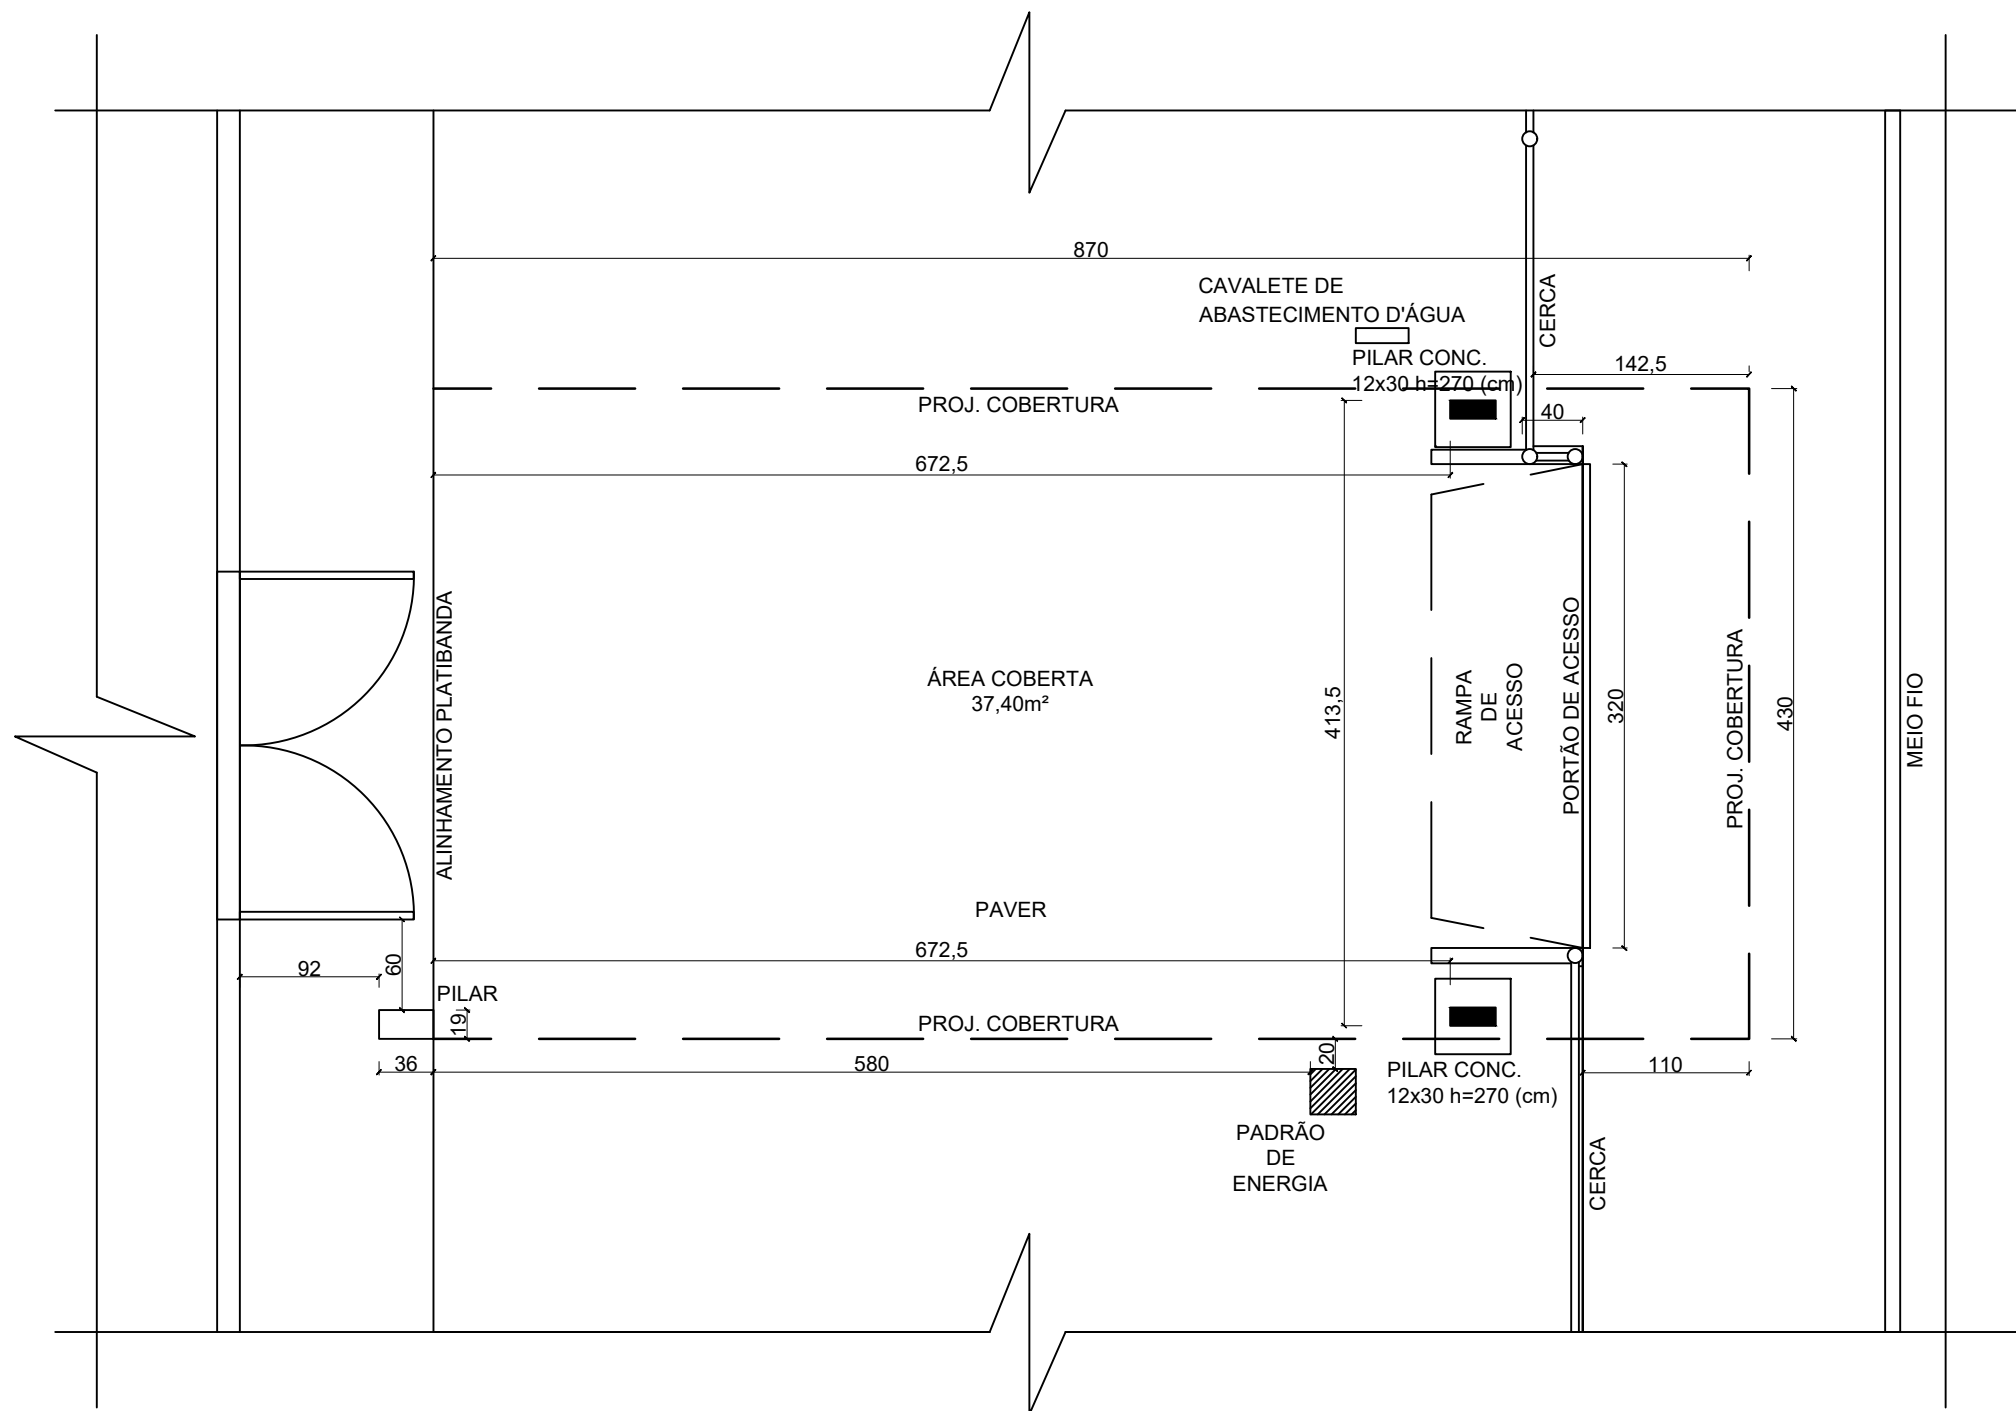 870
CAVALETE DE
ABASTECIMENTO D'ÁGUA
CERCA
PILAR CONC.
12x30 h=270 (cm)
142,5
PROJ. COBERTURA
40
672,5
ALINHAMENTO PLATIBANDA
ÁREA COBERTA
37,40m²
413,5
RAMPA
DE
ACESSO
PORTÃO DE ACESSO
320
PROJ. COBERTURA
430
MEIO FIO
PAVER
672,5
92
60
PILAR
19
PROJ. COBERTURA
36
580
20
PILAR CONC.
12x30 h=270 (cm)
110
PADRÃO
DE
ENERGIA
CERCA